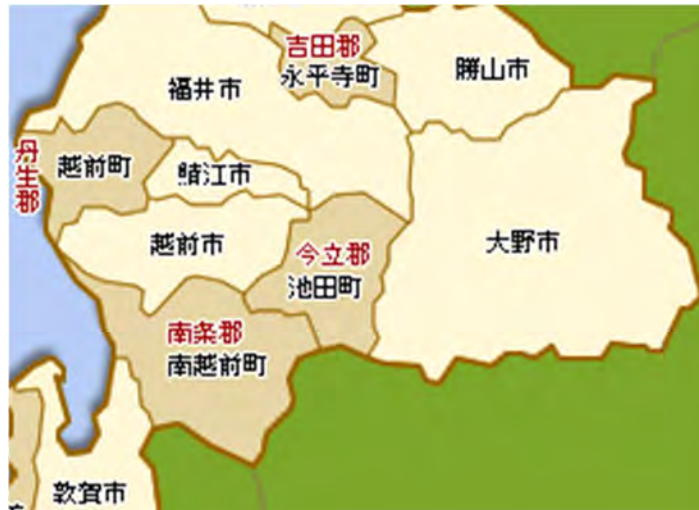 吉田郡
永平寺町
勝山市
福井市
丹生郡
越前町
鯖江市
越前市
今立郡
池田町
大野市
南条郡
南越前町
敦賀市